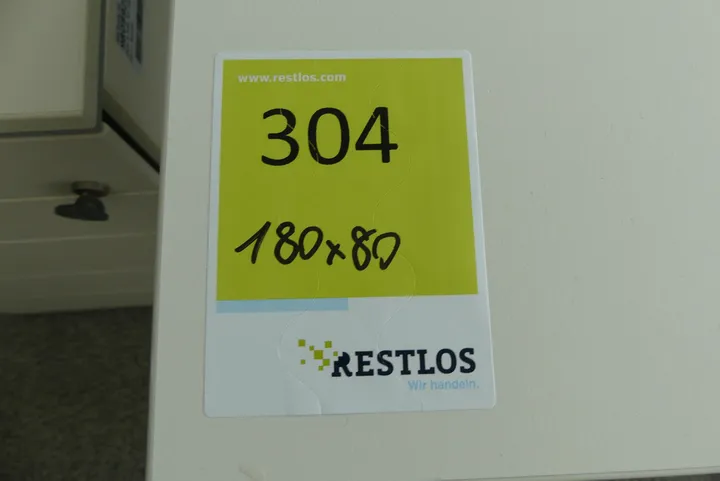 www.restlos.com
304
180x80
RESTLOS
Wir handeln.